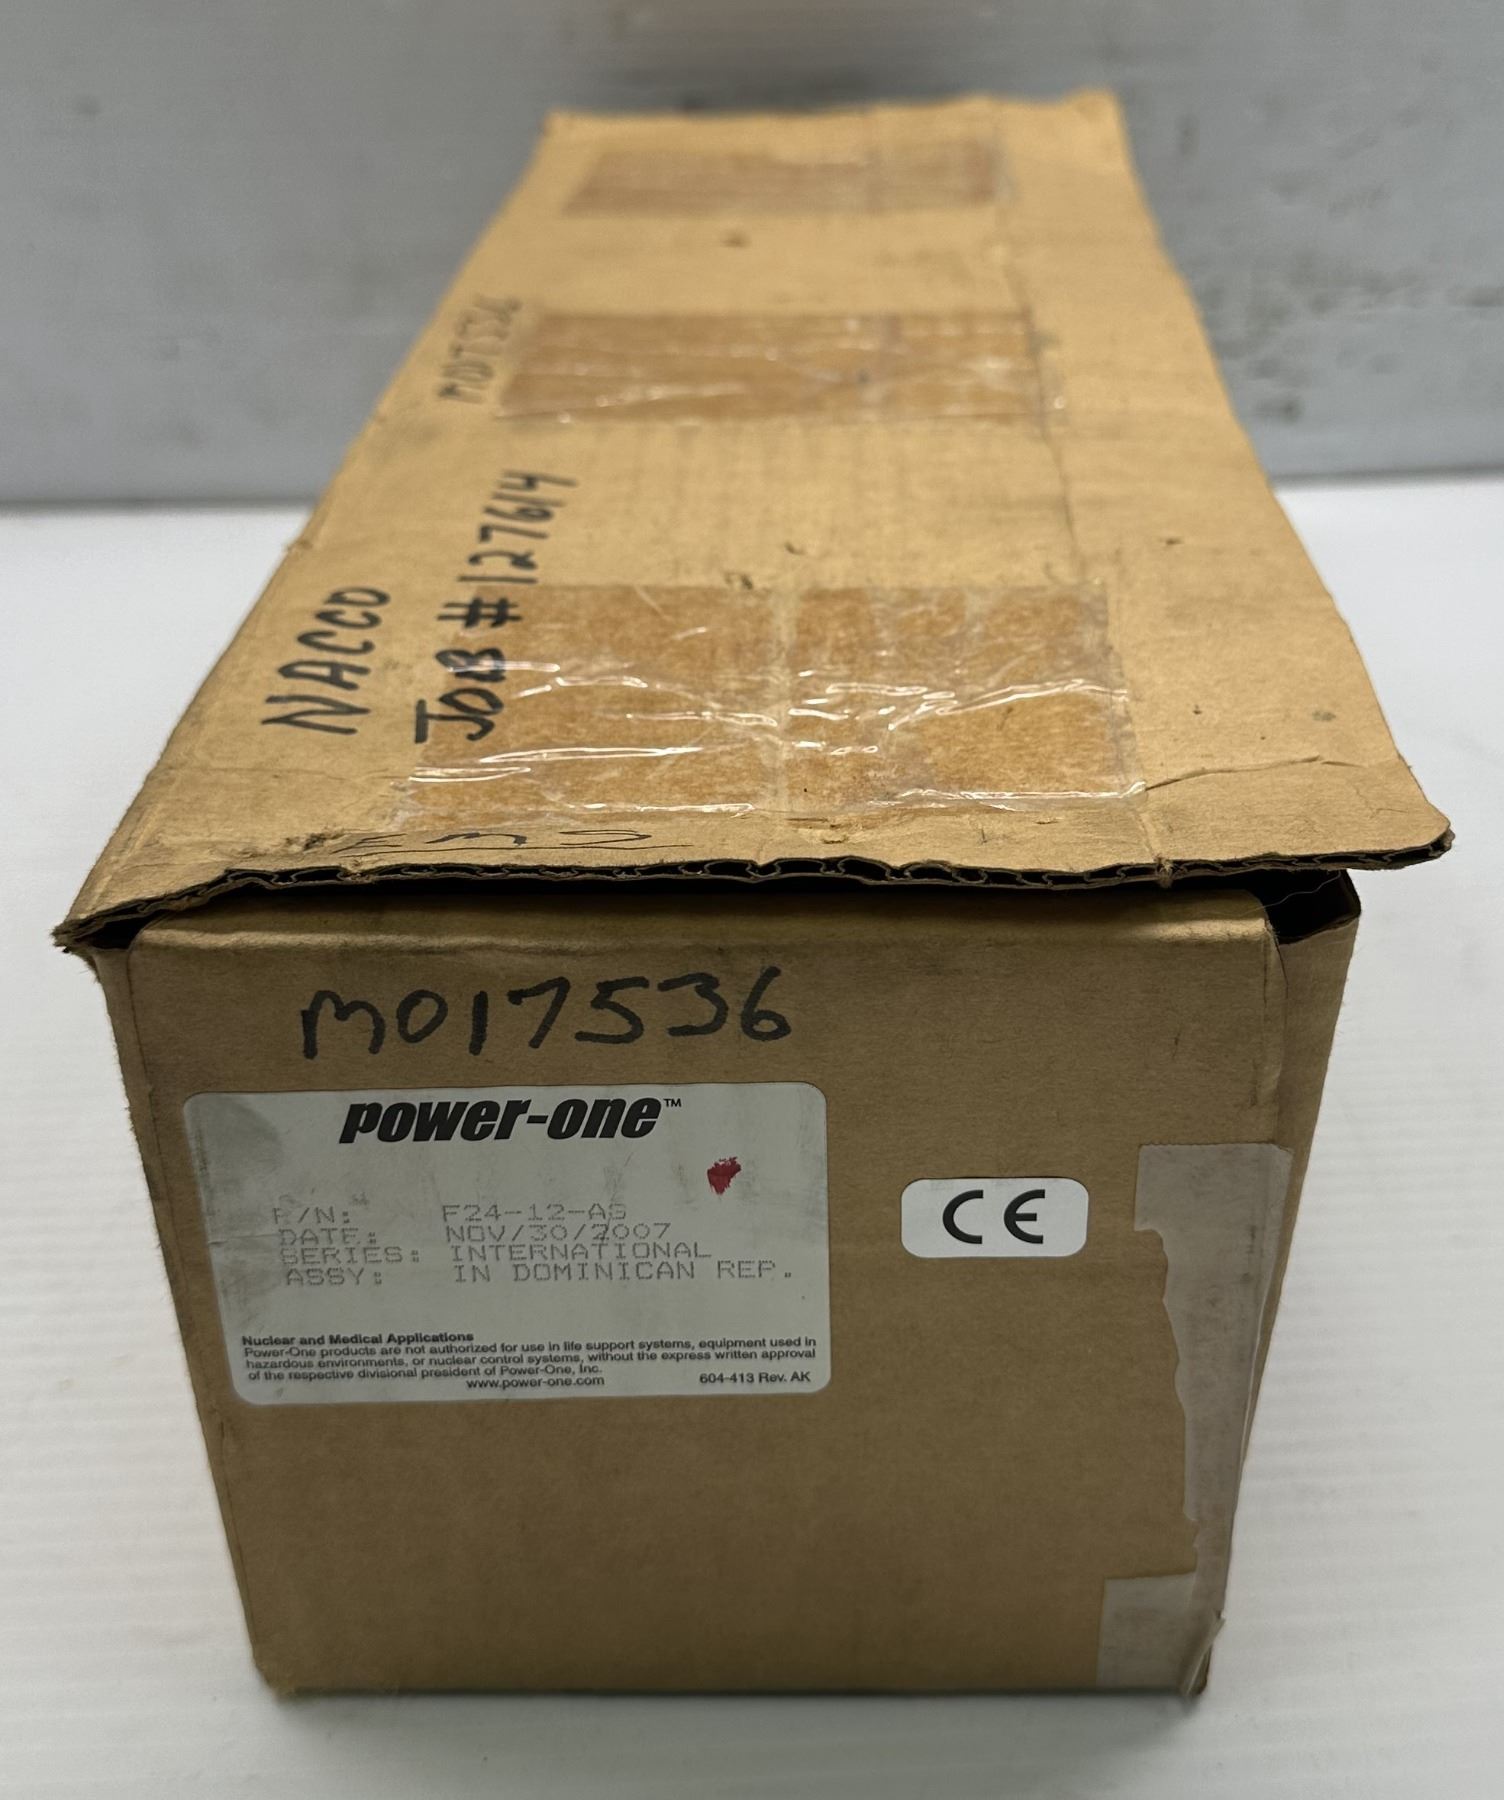 M017536
NACCO
JOB #127614
EMS
M017536
power-one™
P/N: F24-12-AG
DATE: NOV/30/2007
SERIES: INTERNATIONAL
ASSY: IN DOMINICAN REP.
Nuclear and Medical Applications
Power-One products are not authorized for use in life support systems, equipment used in
hazardous environments, or nuclear control systems, without the express written approval
of the respective divisional president of Power-One, Inc.
www.power-one.com 604-413 Rev. AK
CE